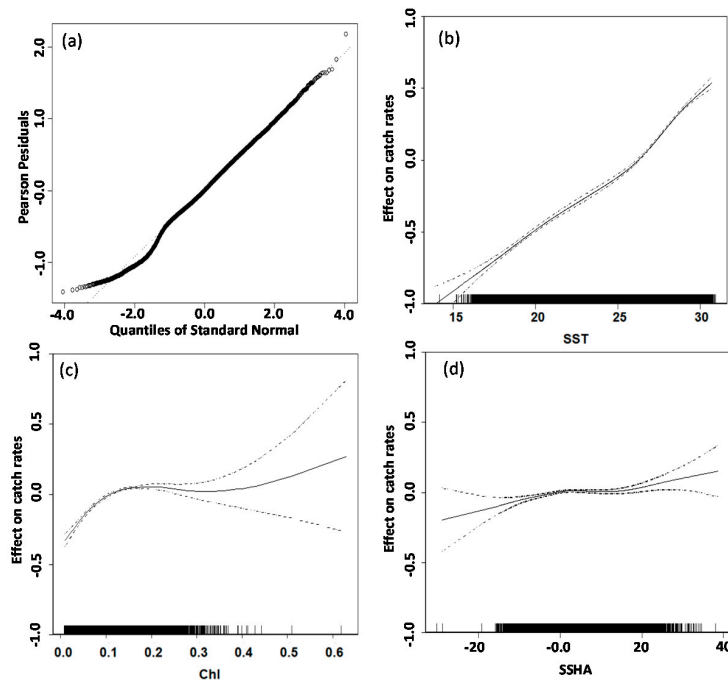 (a)
Pearson Pesiduals
2.0
1.0
-0.0
-1.0
-4.0 -2.0 0.0 2.0 4.0
Quantiles of Standard Normal
(b)
Effect on catch rates
1.0
0.5
0.0
-0.5
-1.0
15 20 25 30
SST
(c)
Effect on catch rates
1.0
0.5
0.0
-0.5
-1.0
0.0 0.1 0.2 0.3 0.4 0.5 0.6
Chl
(d)
Effect on catch rates
1.0
0.5
0.0
-0.5
-1.0
-20 -0.0 20 40
SSHA